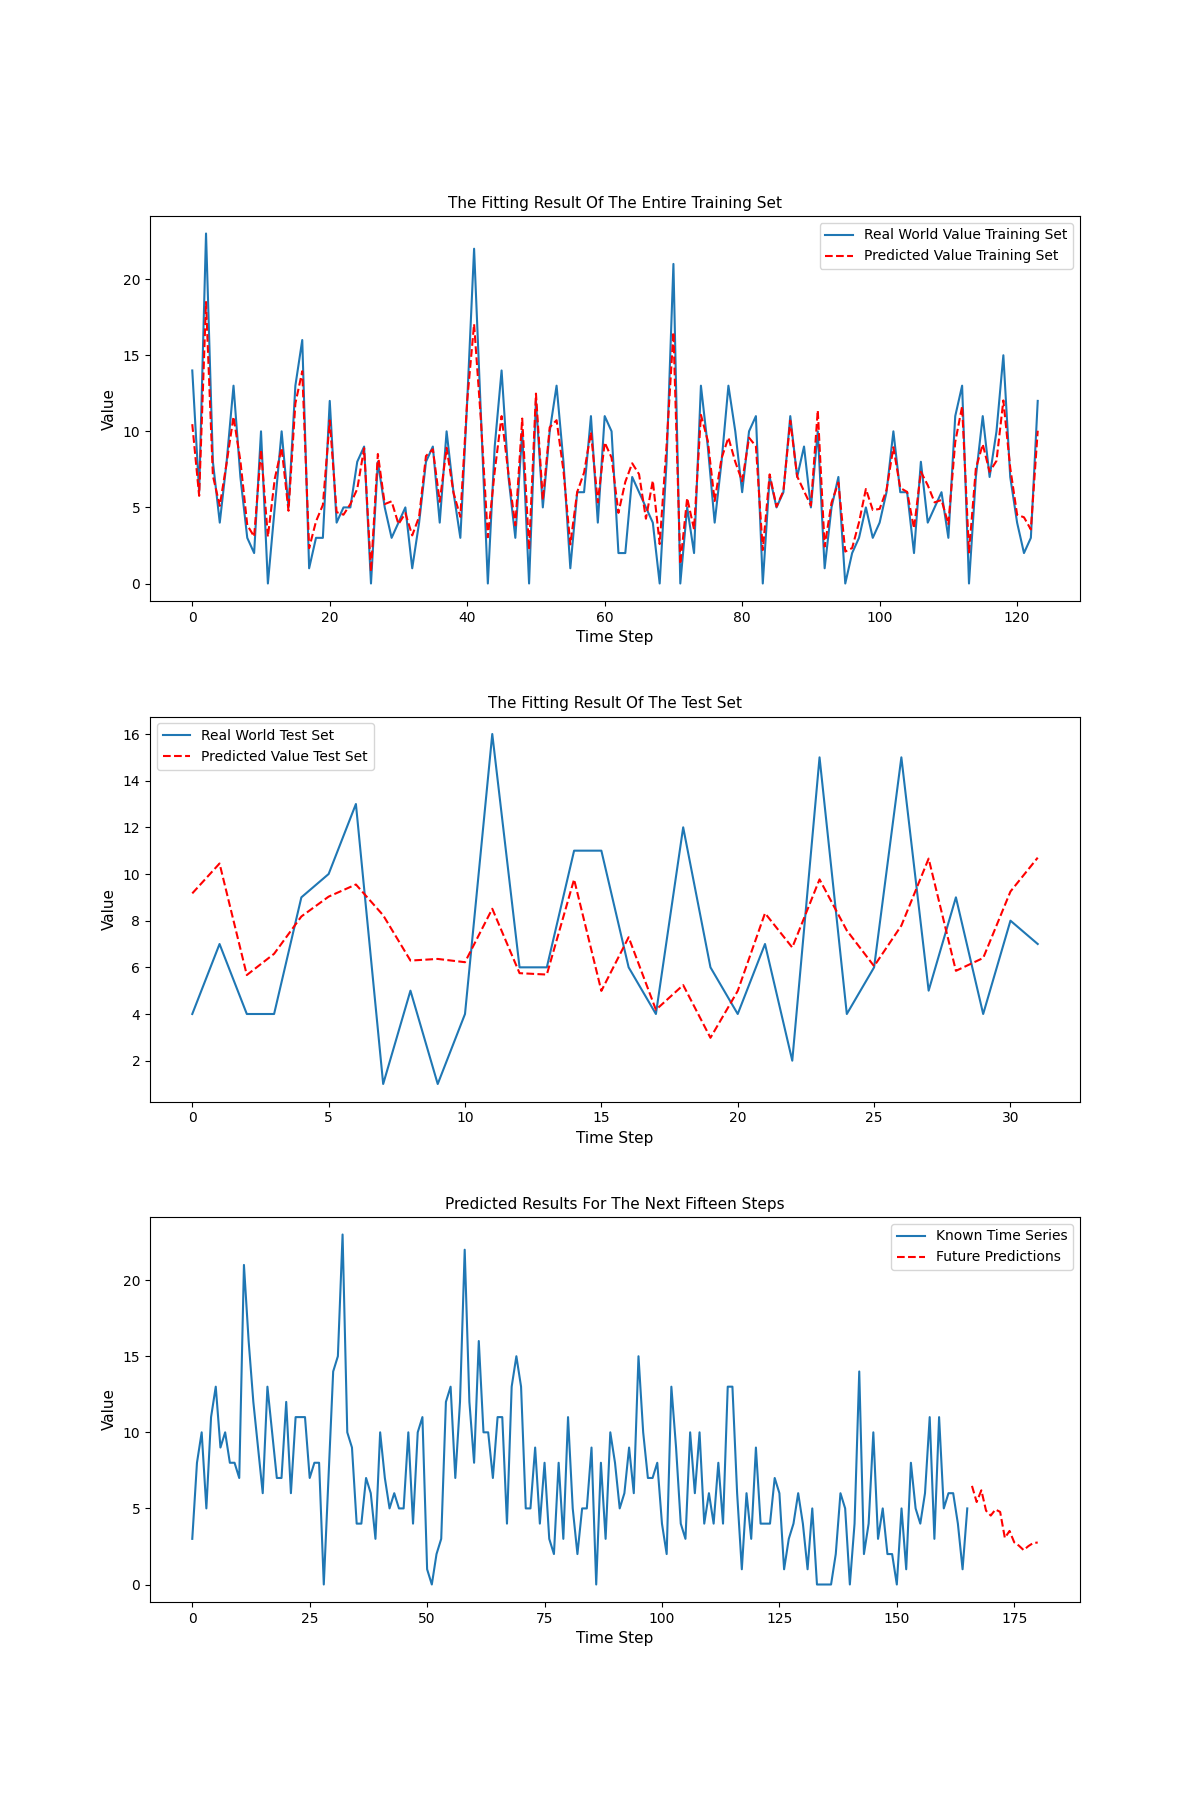 The Fitting Result Of The Entire Training Set
Real World Value Training Set
Predicted Value Training Set
Value
20
15
10
5
0
0 20 40 60 80 100 120
Time Step
The Fitting Result Of The Test Set
Real World Test Set
Predicted Value Test Set
Value
16
14
12
10
8
6
4
2
0 5 10 15 20 25 30
Time Step
Predicted Results For The Next Fifteen Steps
Known Time Series
Future Predictions
Value
20
15
10
5
0
0 25 50 75 100 125 150 175
Time Step